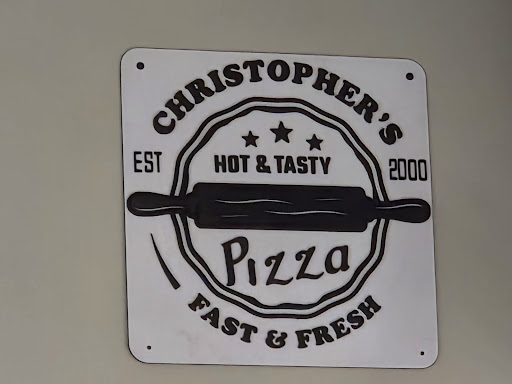 CHRISTOPHER'S
EST
2000
HOT & TASTY
Pizza
FAST & FRESH